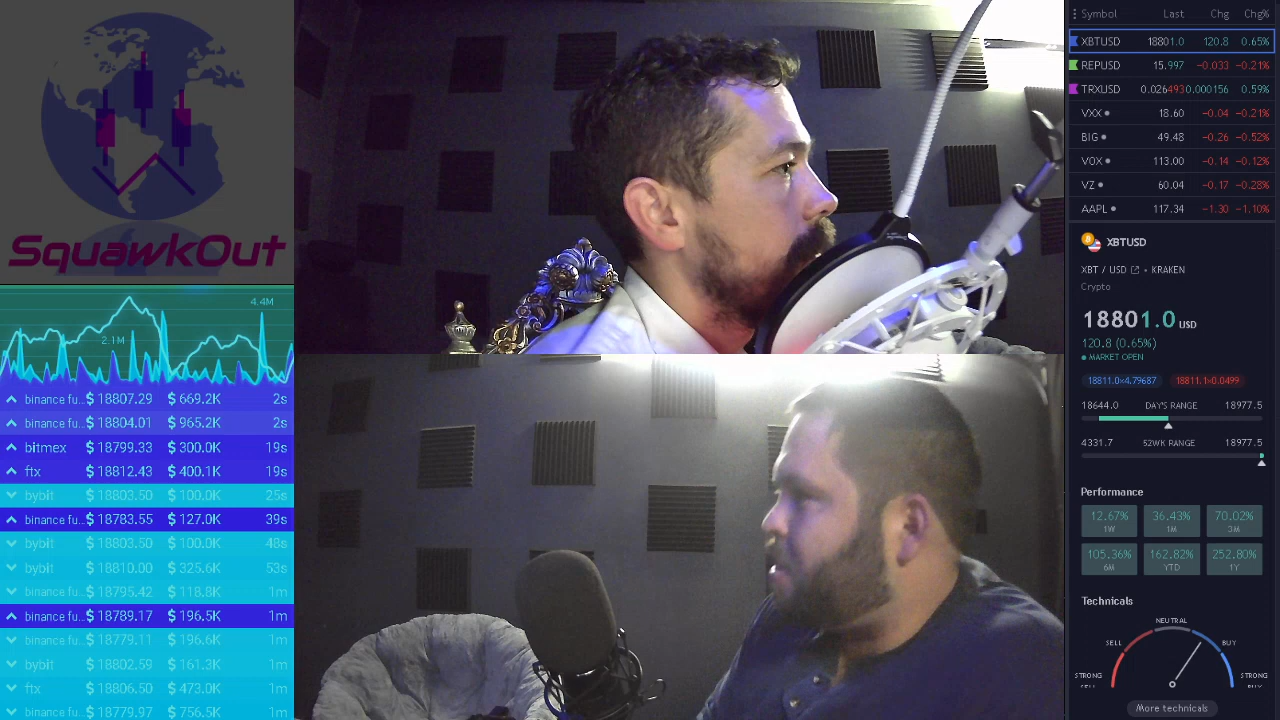 SquawkOut
4.4M
2.1M
binance fu.. $ 18807.29 $ 669.2K 2s
binance fu.. $ 18804.01 $ 965.2K 2s
bitmex $ 18799.33 $ 300.0K 19s
ftx $ 18812.43 $ 400.1K 19s
bybit $ 18803.50 $ 100.0K 25s
binance fu.. $ 18783.55 $ 127.0K 39s
bybit $ 18803.50 $ 100.0K 48s
bybit $ 18810.00 $ 325.6K 53s
binance fu.. $ 18795.42 $ 118.8K 1m
binance fu.. $ 18789.17 $ 196.5K 1m
binance fu.. $ 18779.11 $ 196.6K 1m
bybit $ 18802.59 $ 161.3K 1m
ftx $ 18806.50 $ 473.0K 1m
binance fu.. $ 18779.97 $ 756.5K 1m
Symbol Last Chg Chg%
XBTUSD 18801.0 120.8 0.65%
REPUSD 15.997 −0.033 −0.21%
TRXUSD 0.026493 0.000156 0.59%
VXX 18.60 −0.04 −0.21%
BIG 49.48 −0.26 −0.52%
VOX 113.00 −0.14 −0.12%
VZ 60.04 −0.17 −0.28%
AAPL 117.34 −1.30 −1.10%
XBTUSD
XBT / USD • KRAKEN
Crypto
18801.0 USD
120.8 (0.65%)
MARKET OPEN
18811.0×4.79687 18811.1×0.0499
18644.0 DAY'S RANGE 18977.5
4331.7 52WK RANGE 18977.5
Performance
12.67% 36.43% 70.02%
1W 1M 3M
105.36% 162.82% 252.80%
6M YTD 1Y
Technicals
NEUTRAL
SELL BUY
STRONG STRONG
More technicals